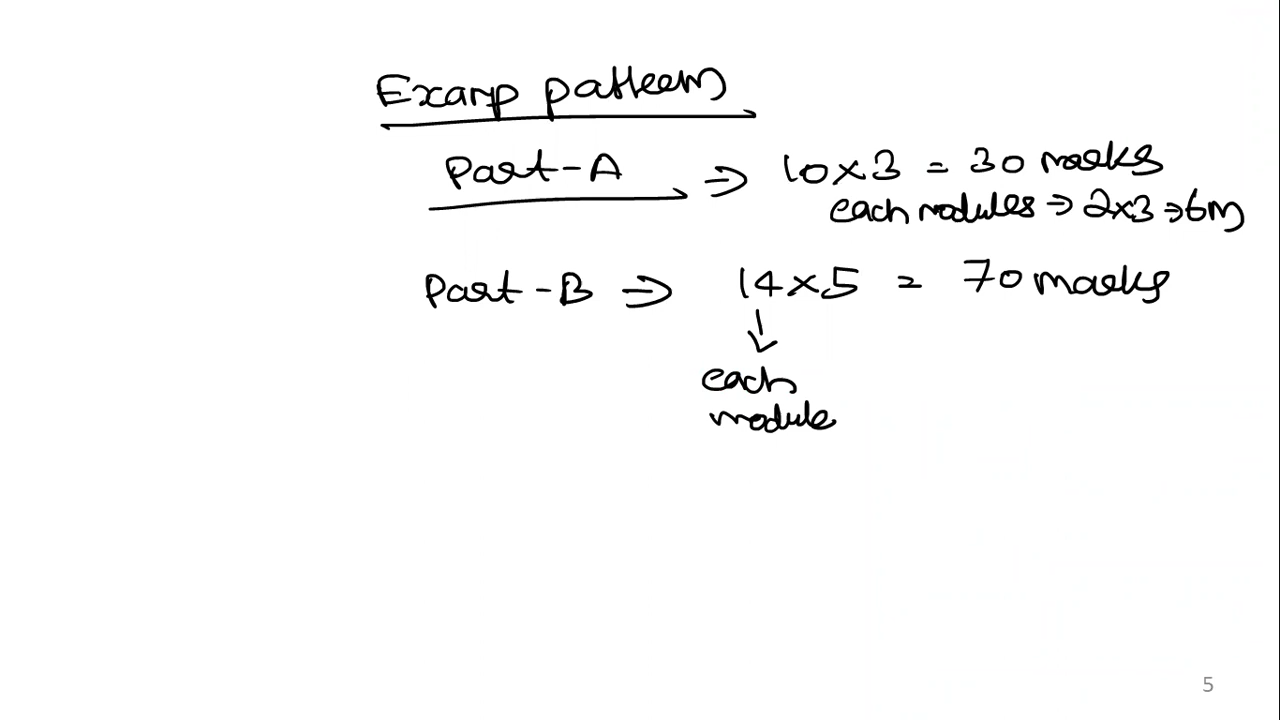 Examp pattern
Part-A ⇒ 10×3 = 30 marks
each modules ⇒ 2×3 ⇒ 6m
Part-B ⇒ 14×5 = 70 marks
↓
each
module
5